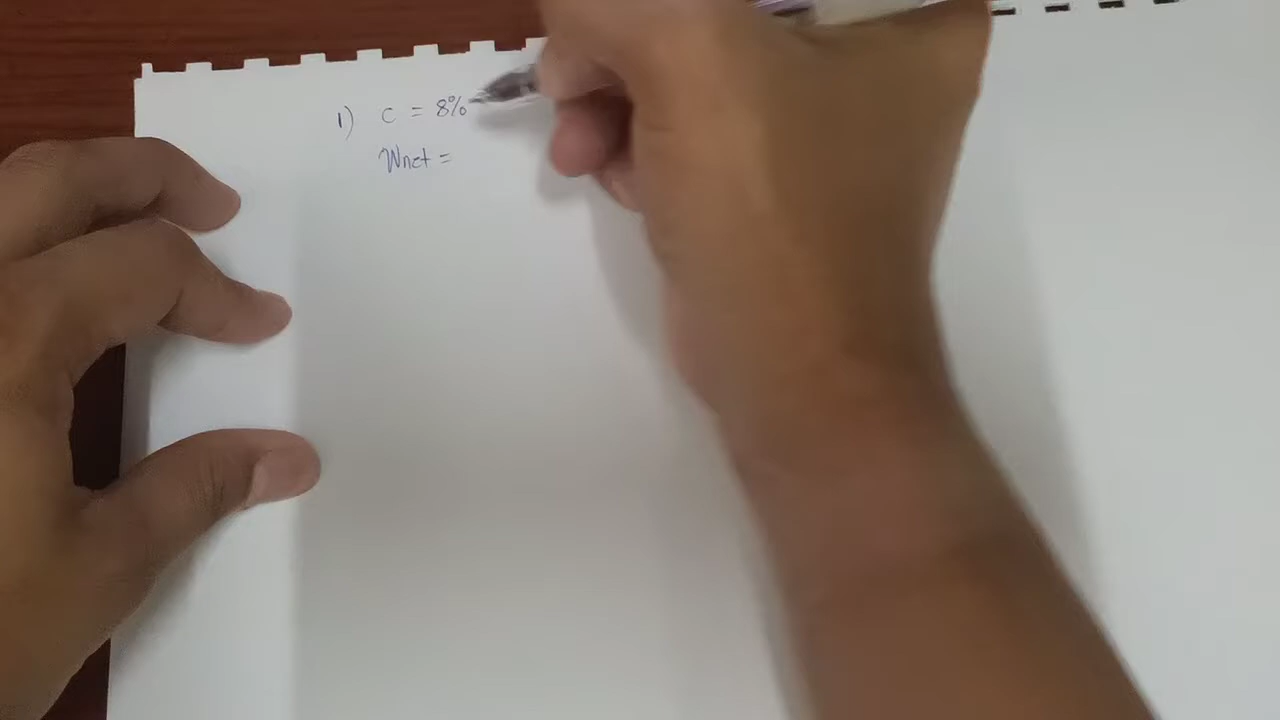 1) c = 8%
Wnet =